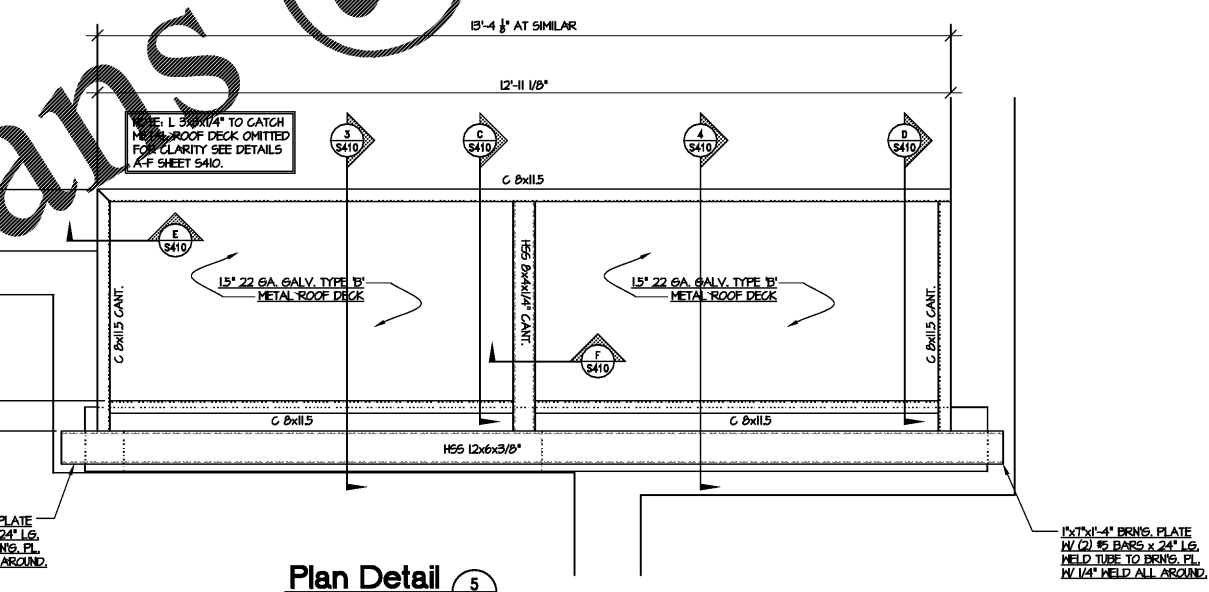 13'-4 1/8" AT SIMILAR
12'-11 1/8"
NOTE: L 3x3x1/4" TO CATCH
METAL ROOF DECK OMITTED
FOR CLARITY SEE DETAILS
A-F SHEET S410.
3
S410
C
S410
4
S410
D
S410
C 8x11.5
E
S410
1.5" 22 GA. GALV. TYPE 'B'
METAL ROOF DECK
HSS 8x4x1/4" CANT.
1.5" 22 GA. GALV. TYPE 'B'
METAL ROOF DECK
C 8x11.5 CANT.
C 8x11.5 CANT.
F
S410
C 8x11.5
C 8x11.5
HSS 12x6x3/8"
PLATE
24" LG.
BRN'G. PL.
AROUND.
1"x7"x1'-4" BRN'G. PLATE
W/ (2) #5 BARS x 24" LG.
WELD TUBE TO BRN'G. PL.
W/ 1/4" WELD ALL AROUND.
Plan Detail 5
ans